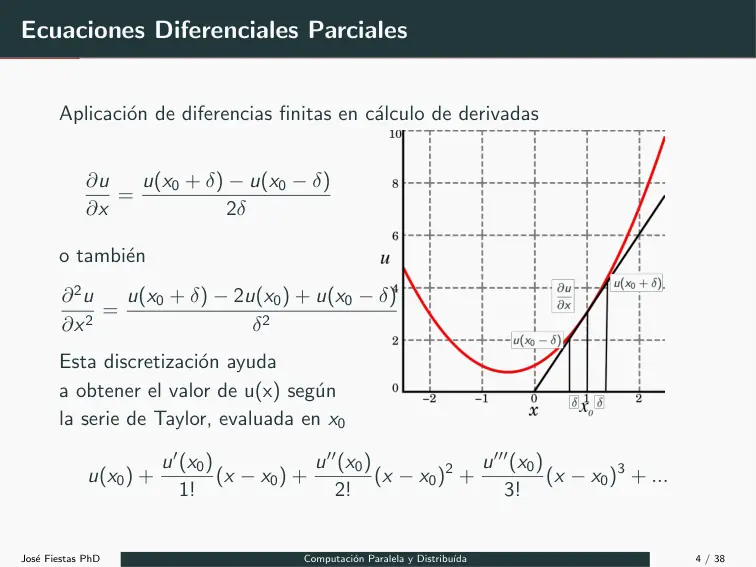 Ecuaciones Diferenciales Parciales
Aplicación de diferencias finitas en cálculo de derivadas
∂u/∂x = (u(x₀ + δ) − u(x₀ − δ))/2δ
o también
∂²u/∂x² = (u(x₀ + δ) − 2u(x₀) + u(x₀ − δ))/δ²
Esta discretización ayuda
a obtener el valor de u(x) según
la serie de Taylor, evaluada en x₀
10
8
6
u
4
2
0
∂u/∂x
u(x₀ + δ)
u(x₀ − δ)
−2 −1 0 1 2
x δ x₀ δ
u(x₀) + u′(x₀)/1! (x − x₀) + u″(x₀)/2! (x − x₀)² + u‴(x₀)/3! (x − x₀)³ + ...
José Fiestas PhD Computación Paralela y Distribuída 4 / 38